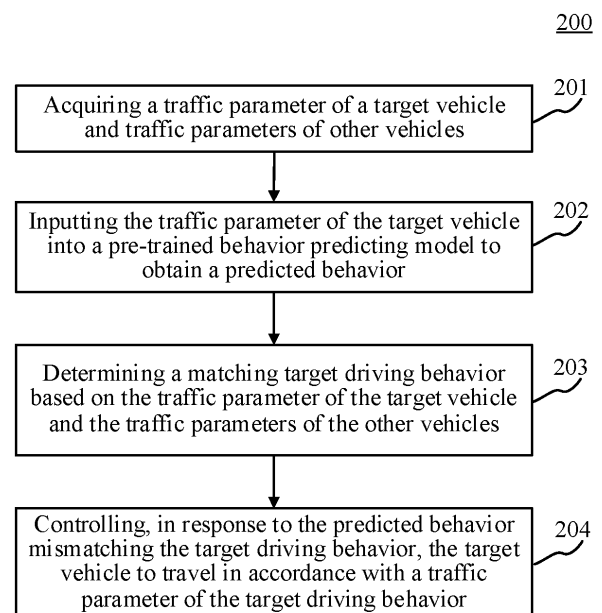 200
201
Acquiring a traffic parameter of a target vehicle
and traffic parameters of other vehicles
202
Inputting the traffic parameter of the target vehicle
into a pre-trained behavior predicting model to
obtain a predicted behavior
203
Determining a matching target driving behavior
based on the traffic parameter of the target vehicle
and the traffic parameters of the other vehicles
204
Controlling, in response to the predicted behavior
mismatching the target driving behavior, the target
vehicle to travel in accordance with a traffic
parameter of the target driving behavior